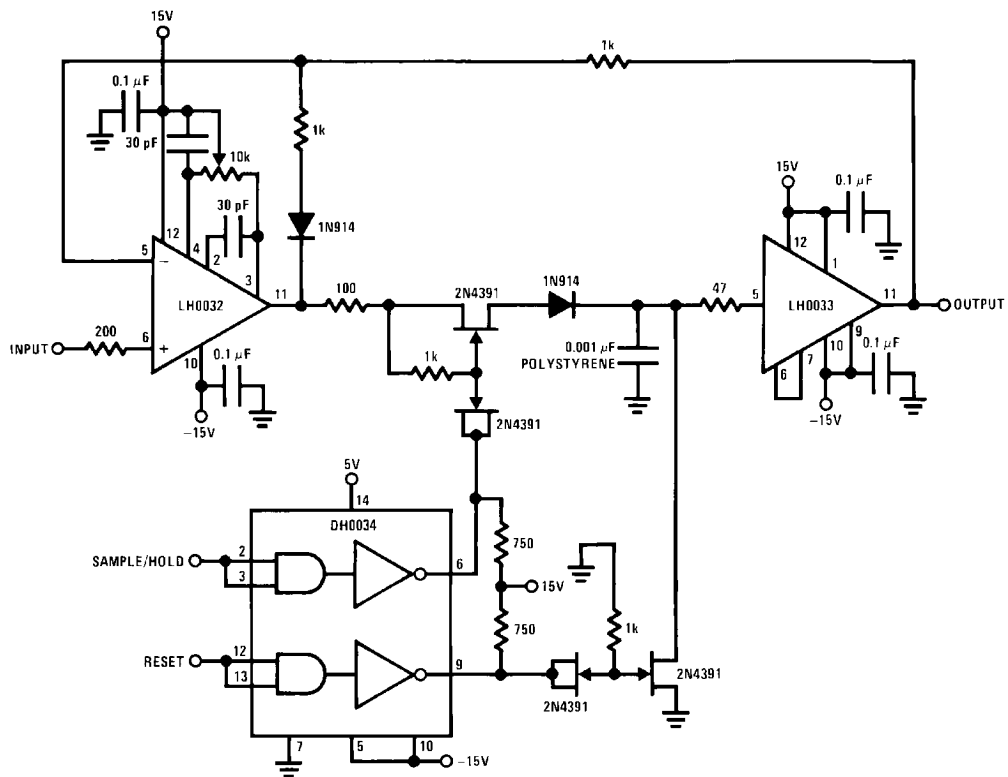 15V
1k
0.1 μF
30 pF
10k
1k
15V
0.1 μF
30 pF
1N914
12
4
2
3
5
−
LH0032
11
100
2N4391
1N914
47
5
12
1
LH0033
11
OUTPUT
INPUT
200
6
+
10
0.1 μF
−15V
1k
0.001 μF
POLYSTYRENE
6
7
10
9
0.1 μF
−15V
2N4391
5V
14
DH0034
SAMPLE/HOLD
2
3
6
750
15V
750
1k
RESET
12
13
9
2N4391
2N4391
7
5
10
−15V